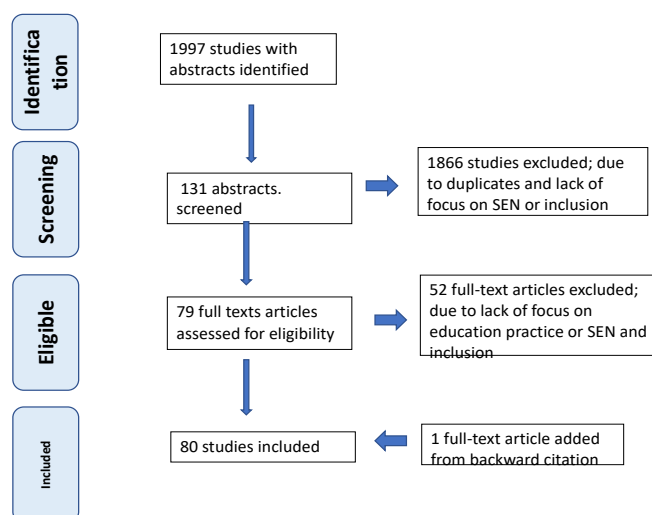 Identifica
tion
1997 studies with
abstracts identified
Screening
131 abstracts.
screened
1866 studies excluded; due
to duplicates and lack of
focus on SEN or inclusion
Eligible
79 full texts articles
assessed for eligibility
52 full-text articles excluded;
due to lack of focus on
education practice or SEN and
inclusion
Included
80 studies included
1 full-text article added
from backward citation